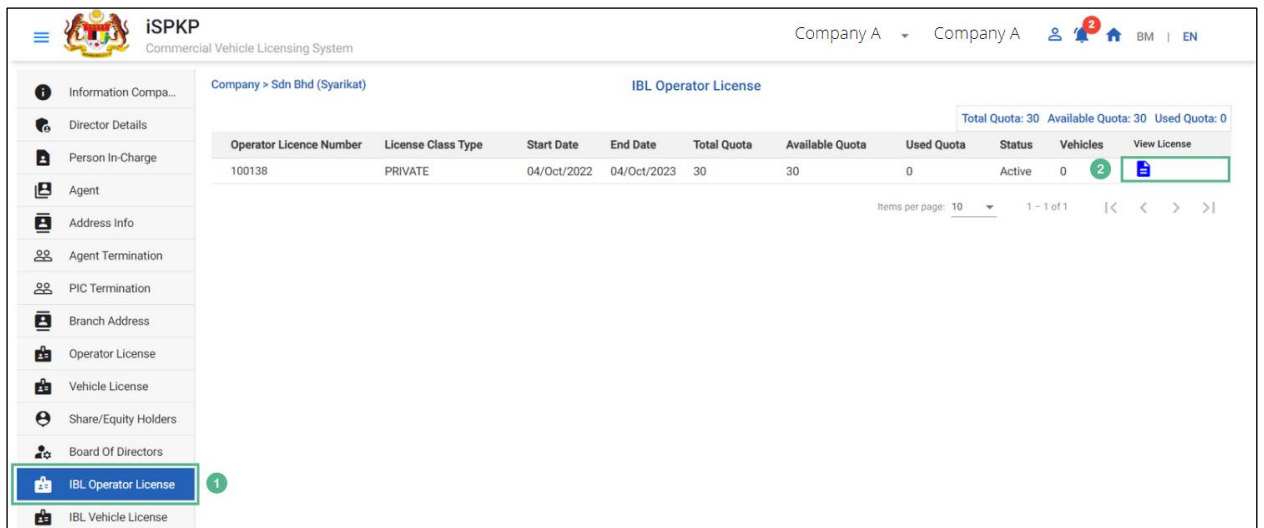 iSPKP
Commercial Vehicle Licensing System
Company A Company A 2 BM | EN
Information Compa...
Director Details
Person In-Charge
Agent
Address Info
Agent Termination
PIC Termination
Branch Address
Operator License
Vehicle License
Share/Equity Holders
Board Of Directors
IBL Operator License 1
IBL Vehicle License
Company > Sdn Bhd (Syarikat) IBL Operator License
Total Quota: 30 Available Quota: 30 Used Quota: 0
Operator Licence Number License Class Type Start Date End Date Total Quota Available Quota Used Quota Status Vehicles View License
100138 PRIVATE 04/Oct/2022 04/Oct/2023 30 30 0 Active 0 2
Items per page: 10 1 – 1 of 1 |< < > >|